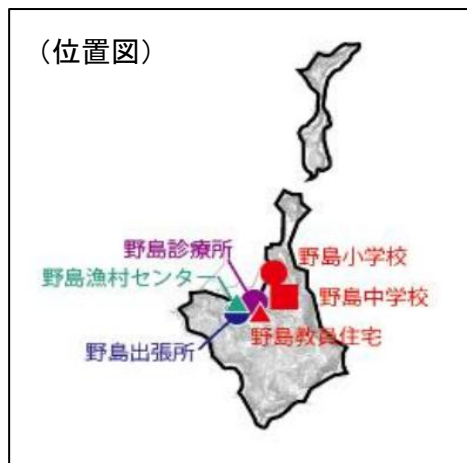 （位置図）
野島診療所
野島小学校
野島漁村センター
野島中学校
野島教員住宅
野島出張所